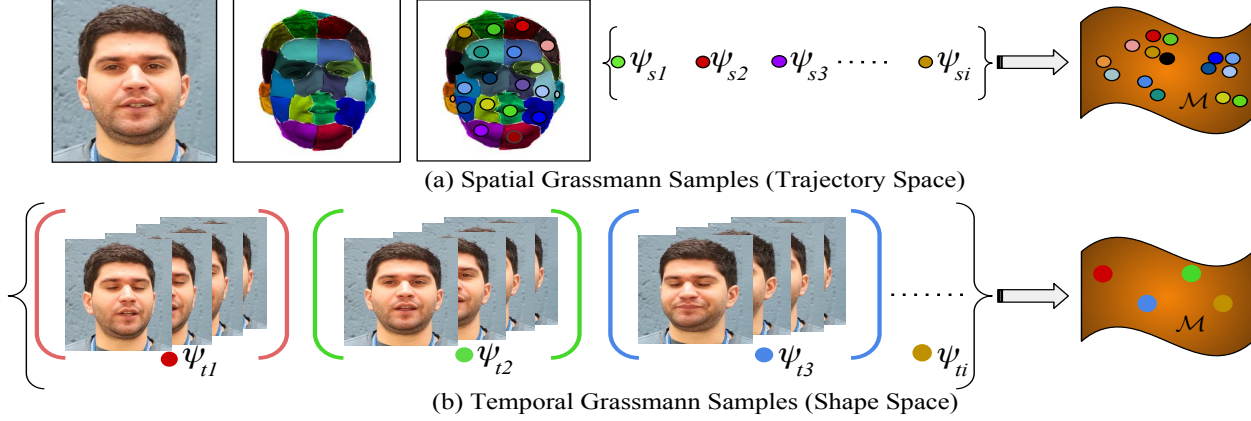 { ψs1 ψs2 ψs3 ...... ψsi }
M
(a) Spatial Grassmann Samples (Trajectory Space)
ψt1 ψt2 ψt3 ........ ψti
M
(b) Temporal Grassmann Samples (Shape Space)